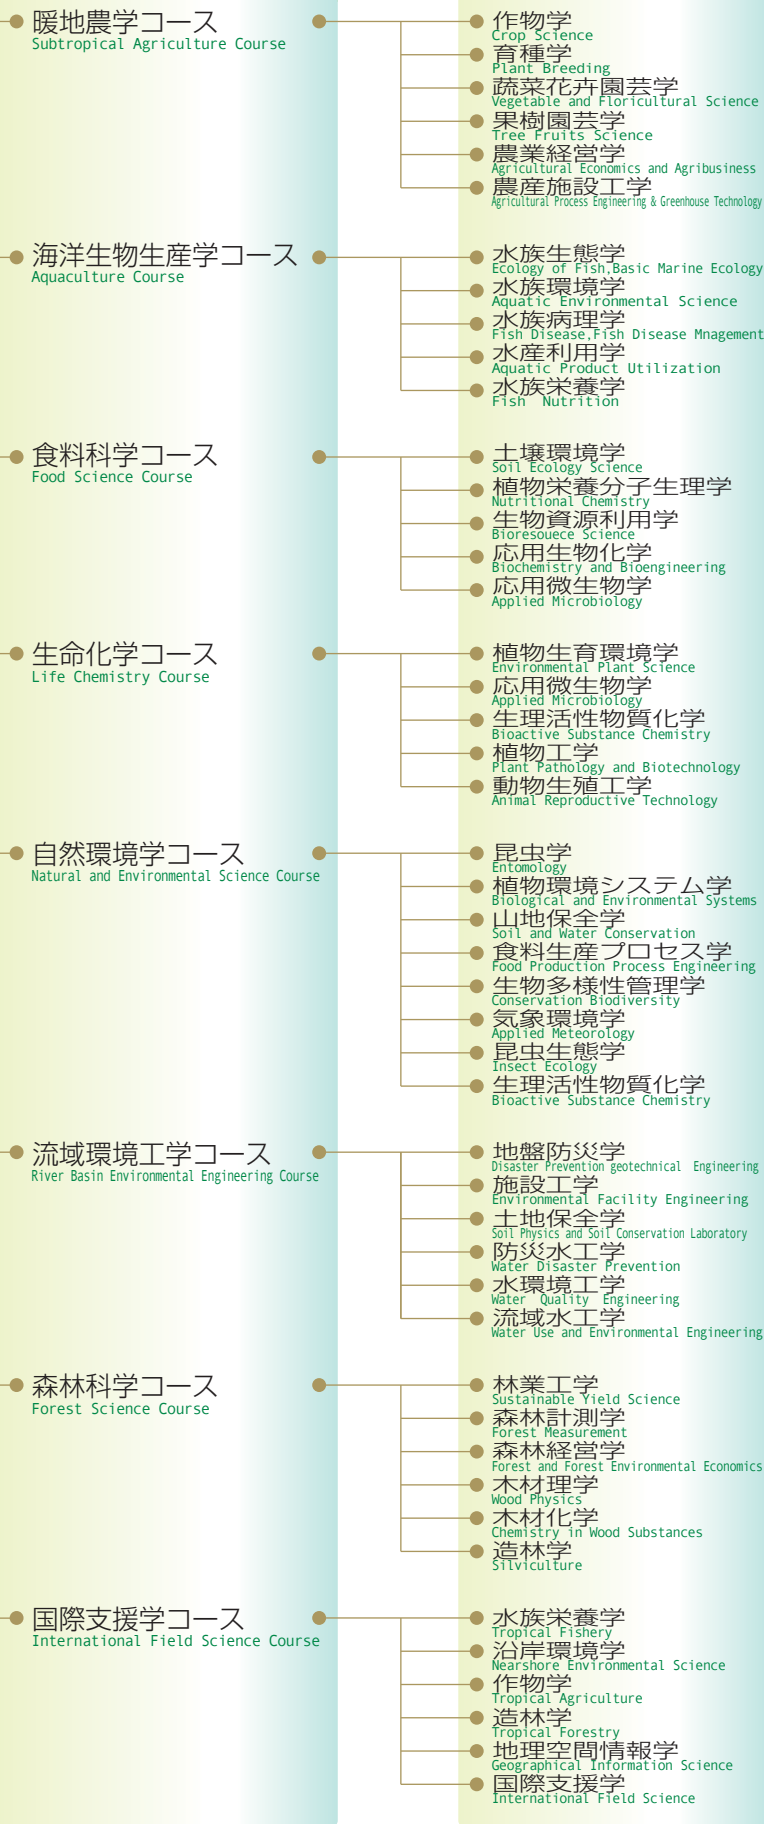 暖地農学コース
Subtropical Agriculture Course
作物学
Crop Science
育種学
Plant Breeding
蔬菜花卉園芸学
Vegetable and Floricultural Science
果樹園芸学
Tree Fruits Science
農業経営学
Agricultural Economics and Agribusiness
農産施設工学
Agricultural Process Engineering & Greenhouse Technology
海洋生物生産学コース
Aquaculture Course
水族生態学
Ecology of Fish,Basic Marine Ecology
水族環境学
Aquatic Environmental Science
水族病理学
Fish Disease,Fish Disease Mnagement
水産利用学
Aquatic Product Utilization
水族栄養学
Fish Nutrition
食料科学コース
Food Science Course
土壌環境学
Soil Ecology Science
植物栄養分子生理学
Nutritional Chemistry
生物資源利用学
Bioresouece Science
応用生物化学
Biochemistry and Bioengineering
応用微生物学
Applied Microbiology
生命化学コース
Life Chemistry Course
植物生育環境学
Environmental Plant Science
応用微生物学
Applied Microbiology
生理活性物質化学
Bioactive Substance Chemistry
植物工学
Plant Pathology and Biotechnology
動物生殖工学
Animal Reproductive Technology
自然環境学コース
Natural and Environmental Science Course
昆虫学
Entomology
植物環境システム学
Biological and Environmental Systems
山地保全学
Soil and Water Conservation
食料生産プロセス学
Food Production Process Engineering
生物多様性管理学
Conservation Biodiversity
気象環境学
Applied Meteorology
昆虫生態学
Insect Ecology
生理活性物質化学
Bioactive Substance Chemistry
流域環境工学コース
River Basin Environmental Engineering Course
地盤防災学
Disaster Prevention geotechnical Engineering
施設工学
Environmental Facility Engineering
土地保全学
Soil Physics and Soil Conservation Laboratory
防災水工学
Water Disaster Prevention
水環境工学
Water Quality Engineering
流域水工学
Water Use and Environmental Engineering
森林科学コース
Forest Science Course
林業工学
Sustainable Yield Science
森林計測学
Forest Measurement
森林経営学
Forest and Forest Environmental Economics
木材理学
Wood Physics
木材化学
Chemistry in Wood Substances
造林学
Silviculture
国際支援学コース
International Field Science Course
水族栄養学
Tropical Fishery
沿岸環境学
Nearshore Environmental Science
作物学
Tropical Agriculture
造林学
Tropical Forestry
地理空間情報学
Geographical Information Science
国際支援学
International Field Science